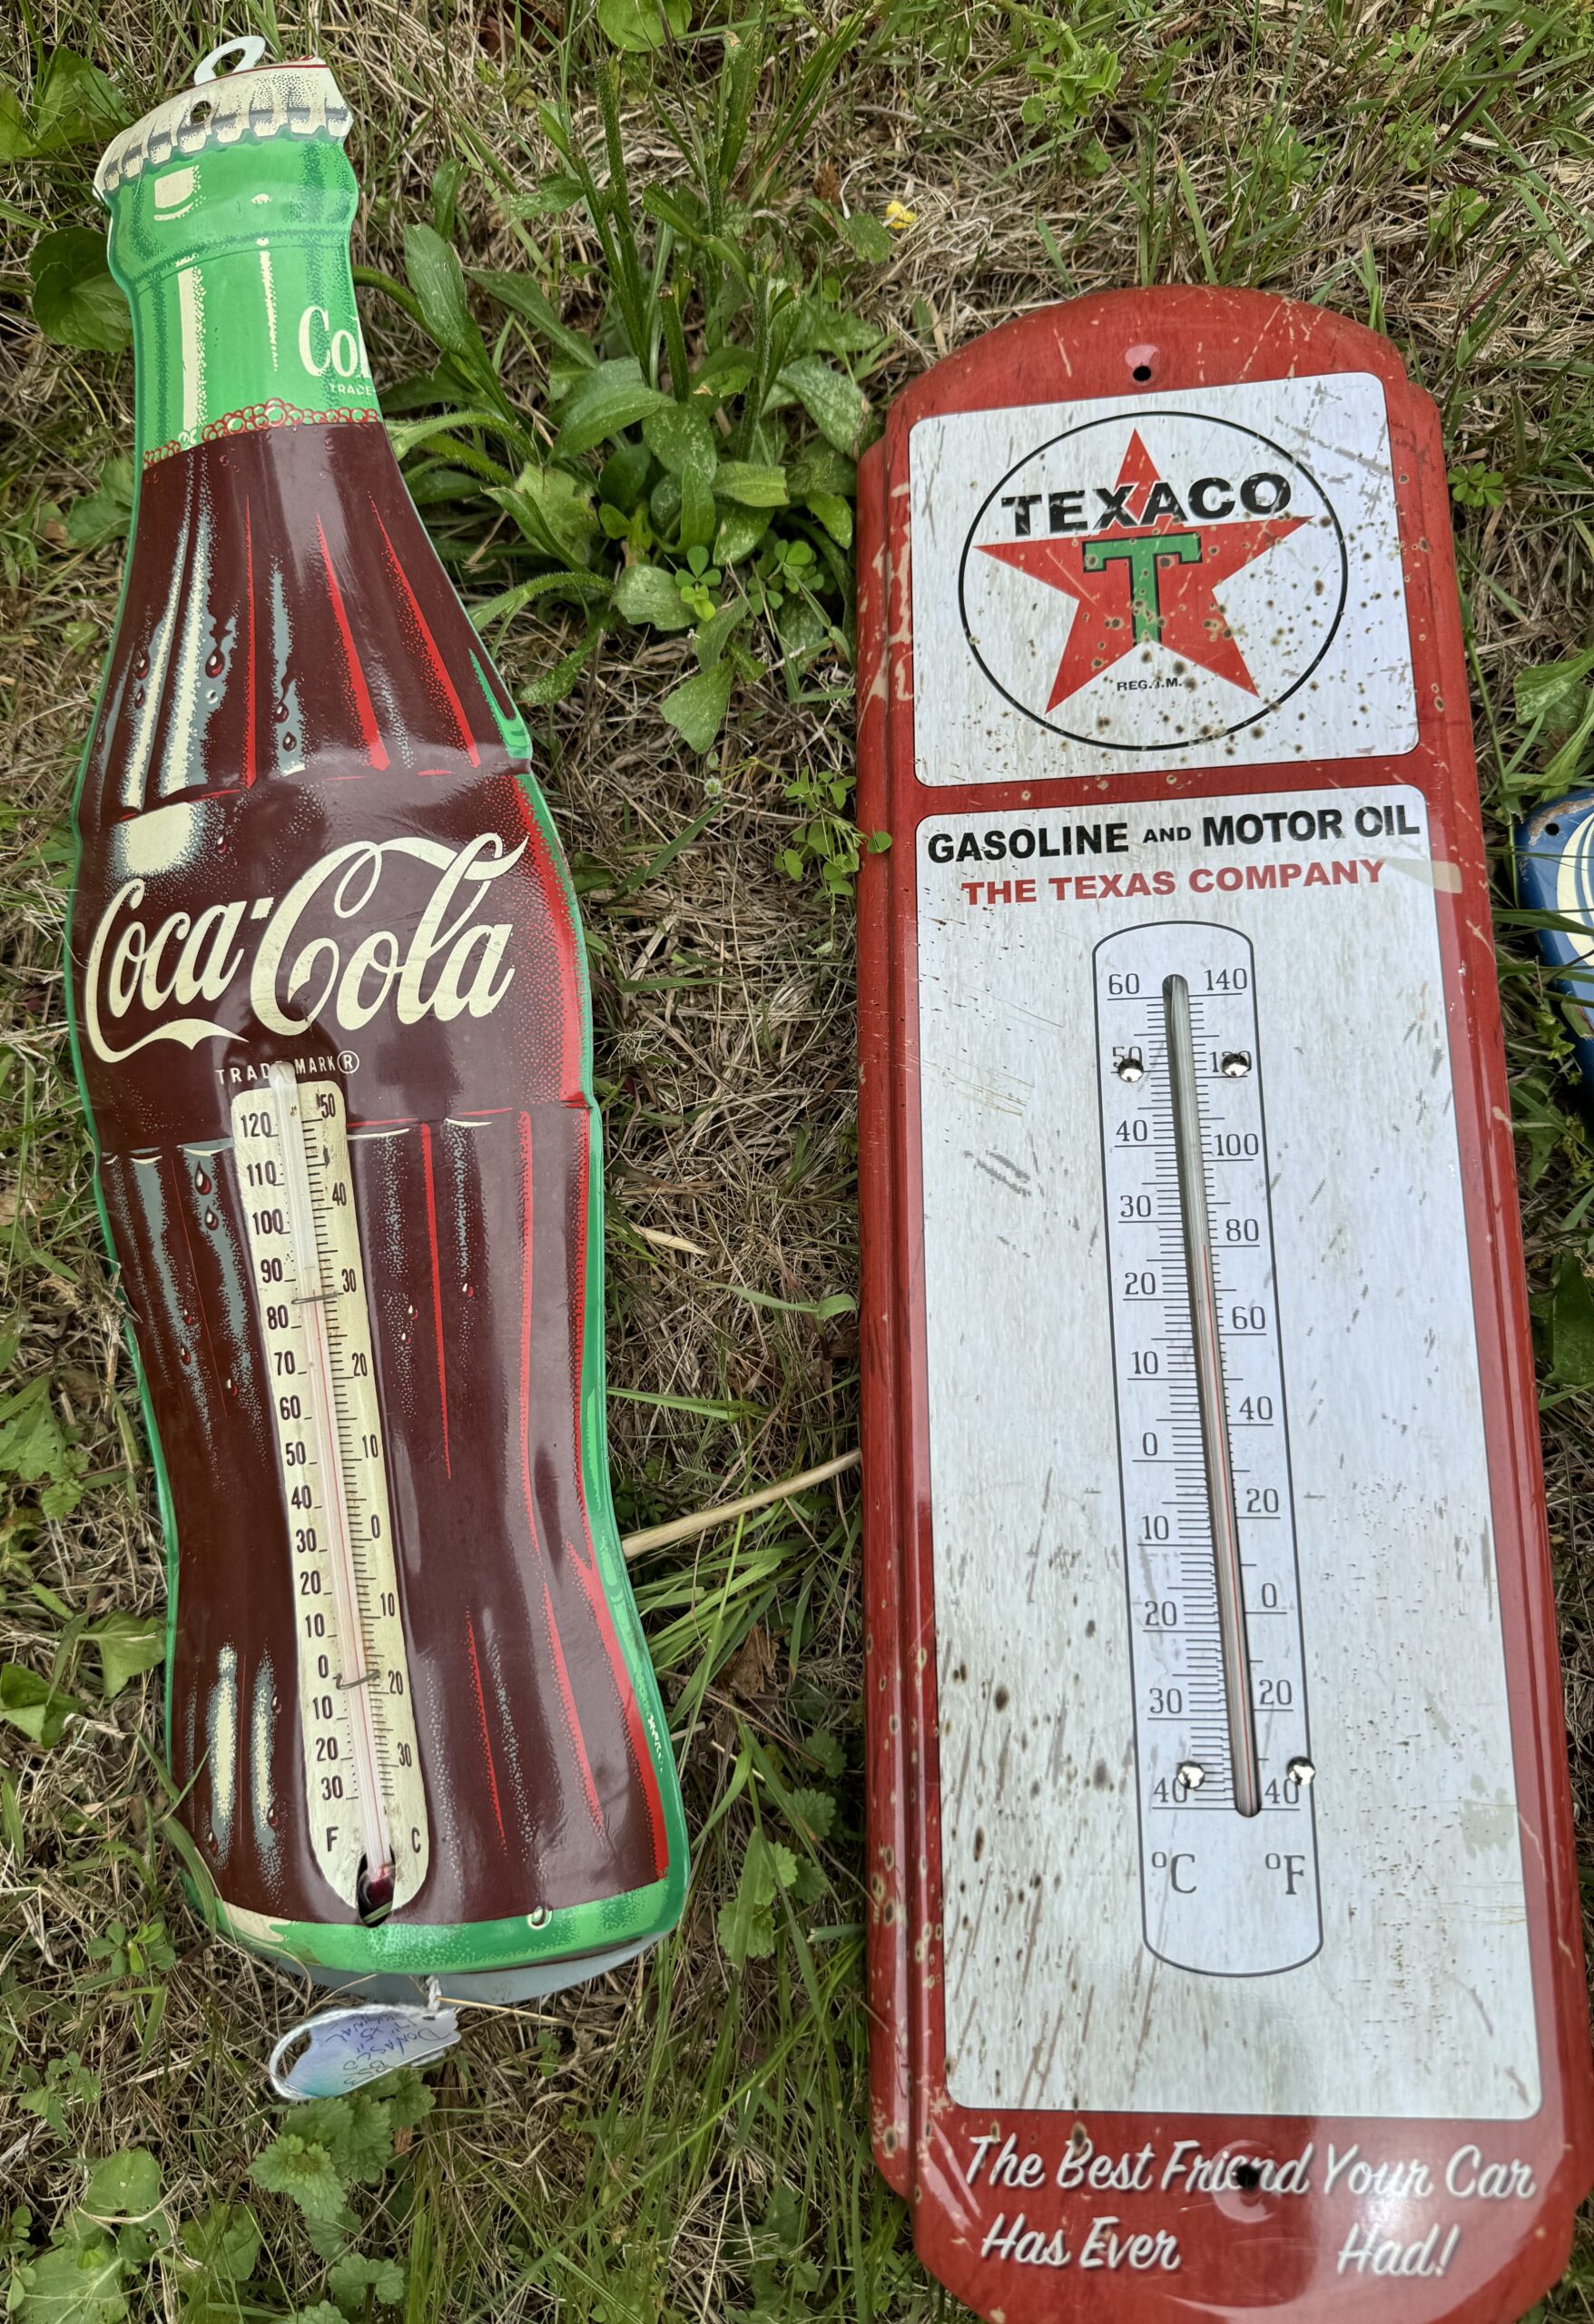 Col
TRADE-
Coca-Cola
TRADE MARK®
120 50
110
40
100
90 30
80
70 20
60
50 10
40
30 0
20
10 10
0
20
10
20 30
30
F C
TEXACO
T
REG. T.M.
GASOLINE AND MOTOR OIL
THE TEXAS COMPANY
60 140
50 120
40 100
30 80
20 60
10 40
0
20
10
20 0
30 20
40 40
°C °F
The Best Friend Your Car
Has Ever Had!